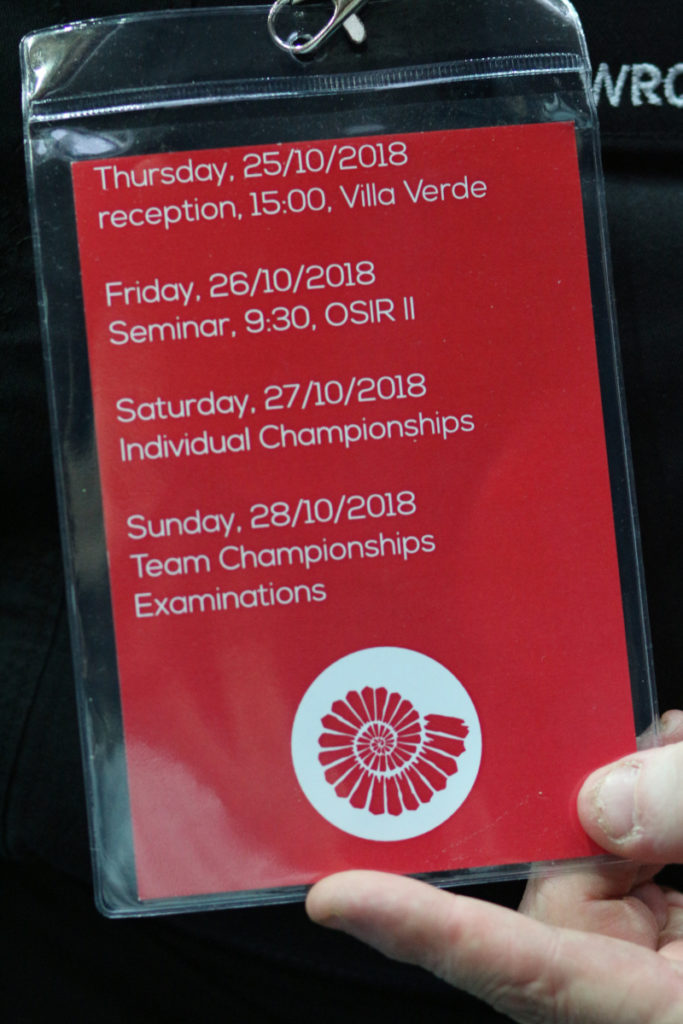 WRO
Thursday, 25/10/2018
reception, 15:00, Villa Verde
Friday, 26/10/2018
Seminar, 9:30, OSIR II
Saturday, 27/10/2018
Individual Championships
Sunday, 28/10/2018
Team Championships
Examinations